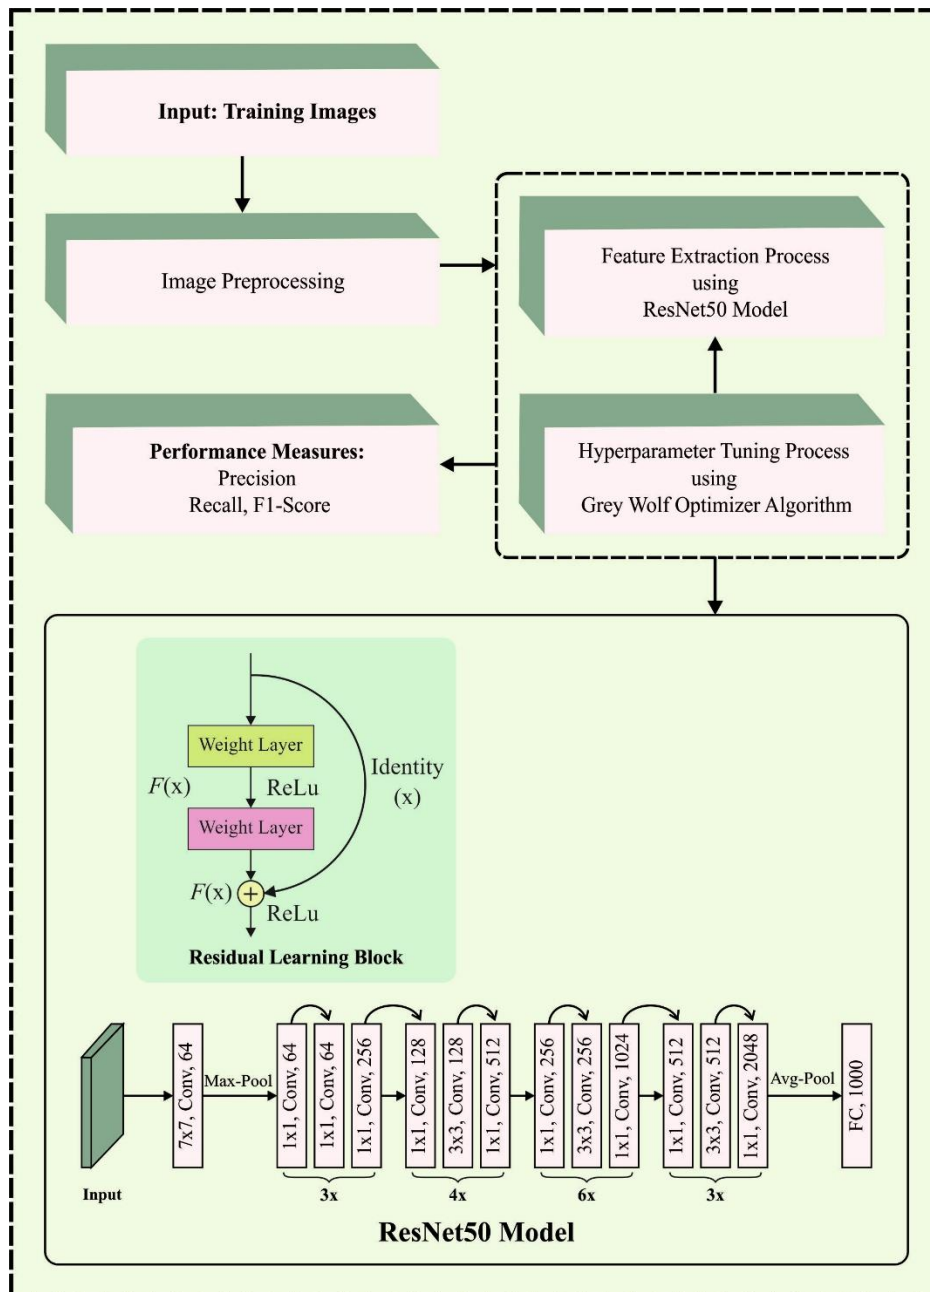 Input: Training Images
Image Preprocessing
Feature Extraction Process
using
ResNet50 Model
Performance Measures:
Precision
Recall, F1-Score
Hyperparameter Tuning Process
using
Grey Wolf Optimizer Algorithm
Weight Layer
F(x)
ReLu
Identity
(x)
Weight Layer
F(x)
+
ReLu
Residual Learning Block
Input
7x7, Conv, 64
Max-Pool
1x1, Conv, 64
1x1, Conv, 64
1x1, Conv, 256
3x
1x1, Conv, 128
3x3, Conv, 128
1x1, Conv, 512
4x
1x1, Conv, 256
3x3, Conv, 256
1x1, Conv, 1024
6x
1x1, Conv, 512
3x3, Conv, 512
1x1, Conv, 2048
3x
Avg-Pool
FC, 1000
ResNet50 Model